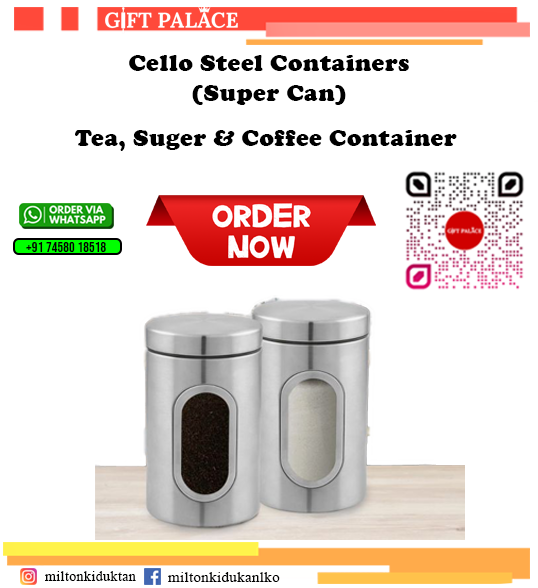 GIFT PALACE
Cello Steel Containers
(Super Can)
Tea, Suger & Coffee Container
ORDER VIA
WHATSAPP
+91 74580 18518
ORDER
NOW
GIFT PALACE
miltonkiduktan
miltonkidukanlko